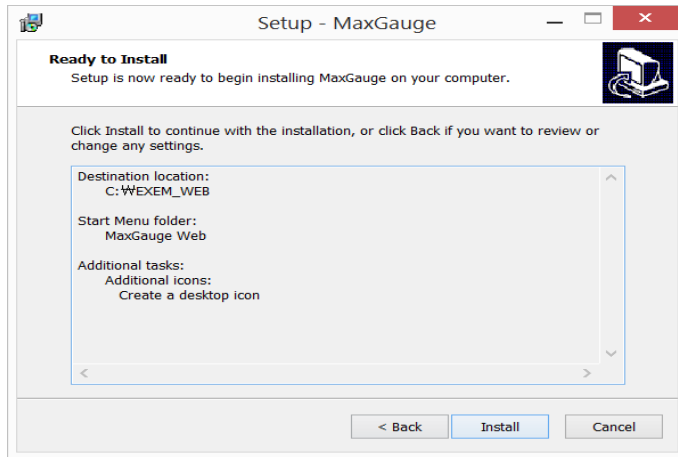 Setup - MaxGauge
Ready to Install
Setup is now ready to begin installing MaxGauge on your computer.
Click Install to continue with the installation, or click Back if you want to review or
change any settings.
Destination location:
C:₩EXEM_WEB
Start Menu folder:
MaxGauge Web
Additional tasks:
Additional icons:
Create a desktop icon
< Back
Install
Cancel